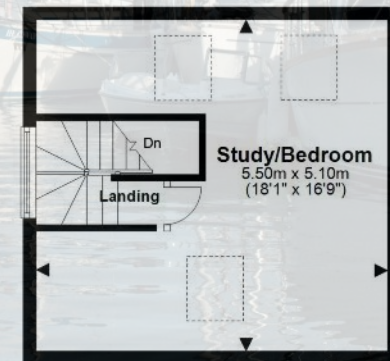 Dn
Study/Bedroom
5.50m x 5.10m
(18'1" x 16'9")
Landing